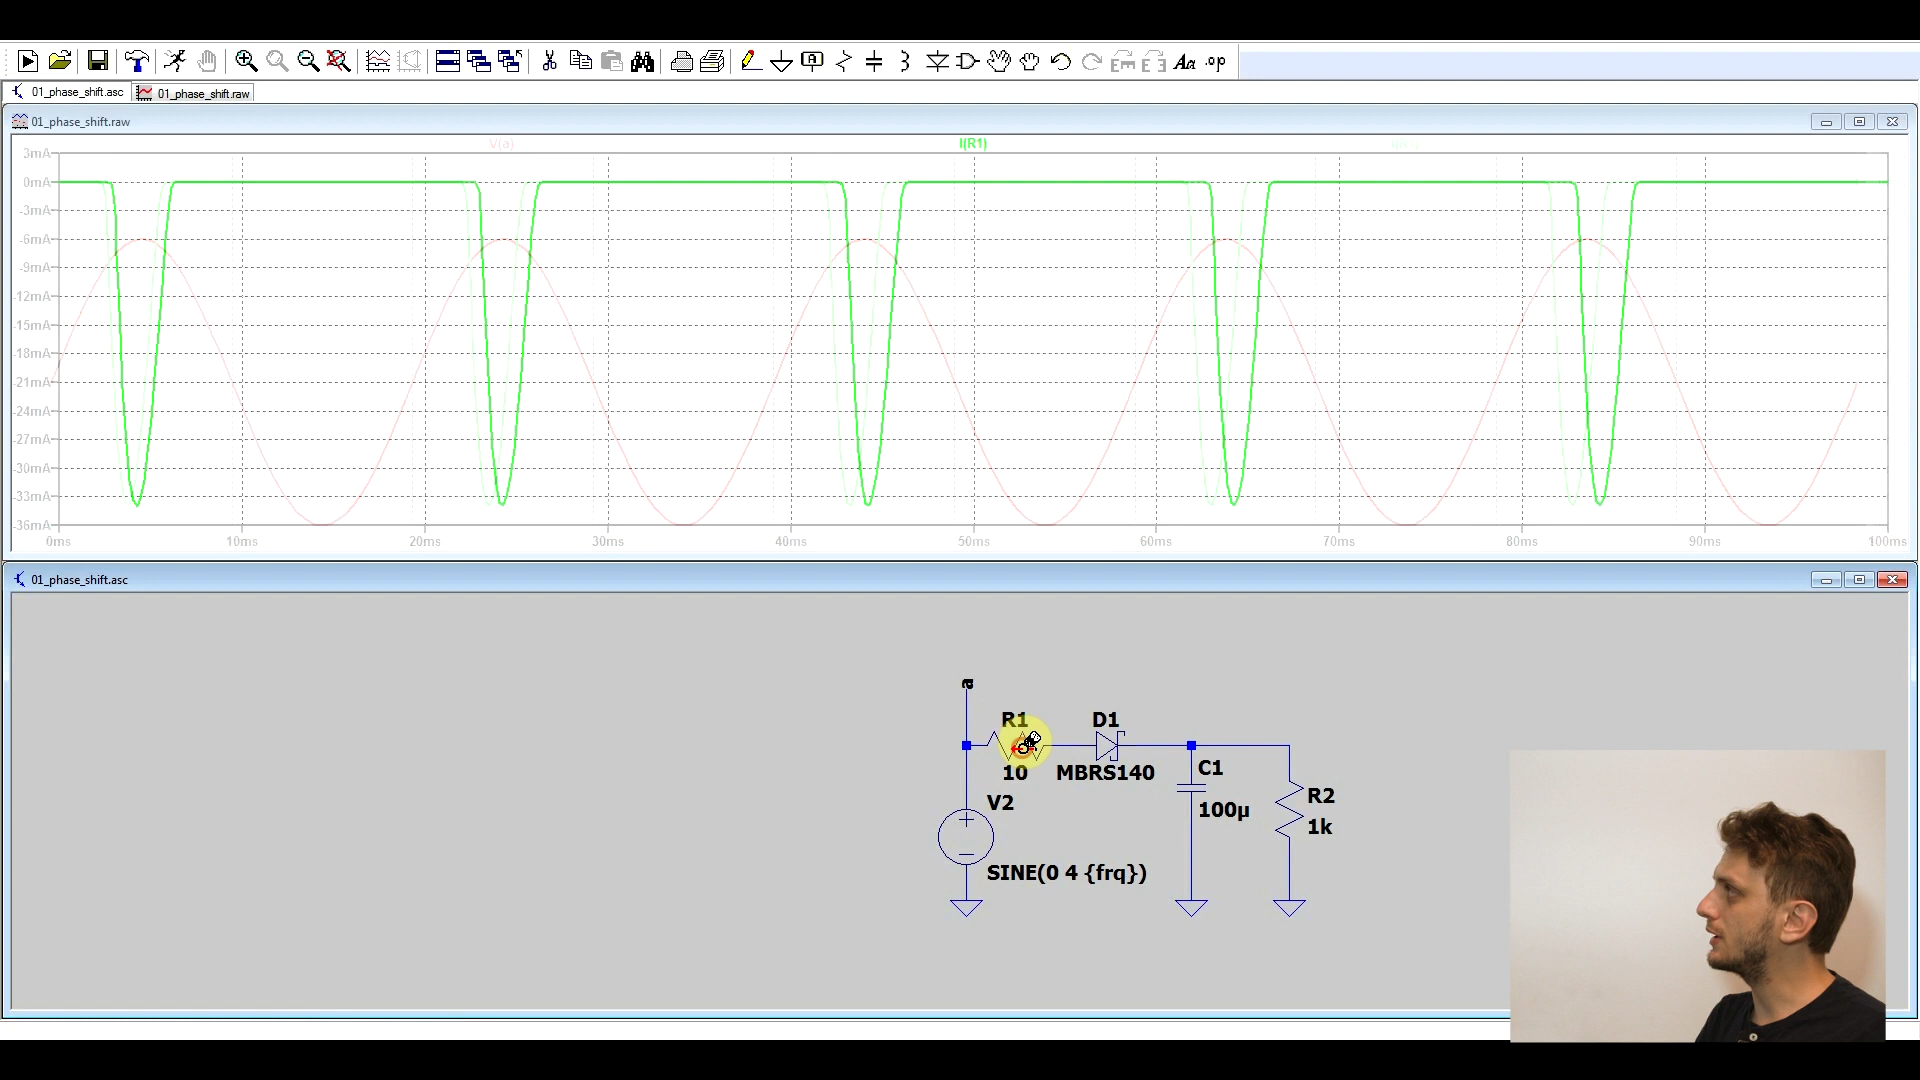 .op
01_phase_shift.asc
01_phase_shift.raw
01_phase_shift.raw
V(a)
I(R1)
3mA
0mA
-3mA
-6mA
-9mA
-12mA
-15mA
-18mA
-21mA
-24mA
-27mA
-30mA
-33mA
-36mA
0ms 10ms 20ms 30ms 40ms 50ms 60ms 70ms 80ms 90ms 100ms
01_phase_shift.asc
a
R1
D1
10
MBRS140
C1
100µ
V2
R2
1k
SINE(0 4 {frq})